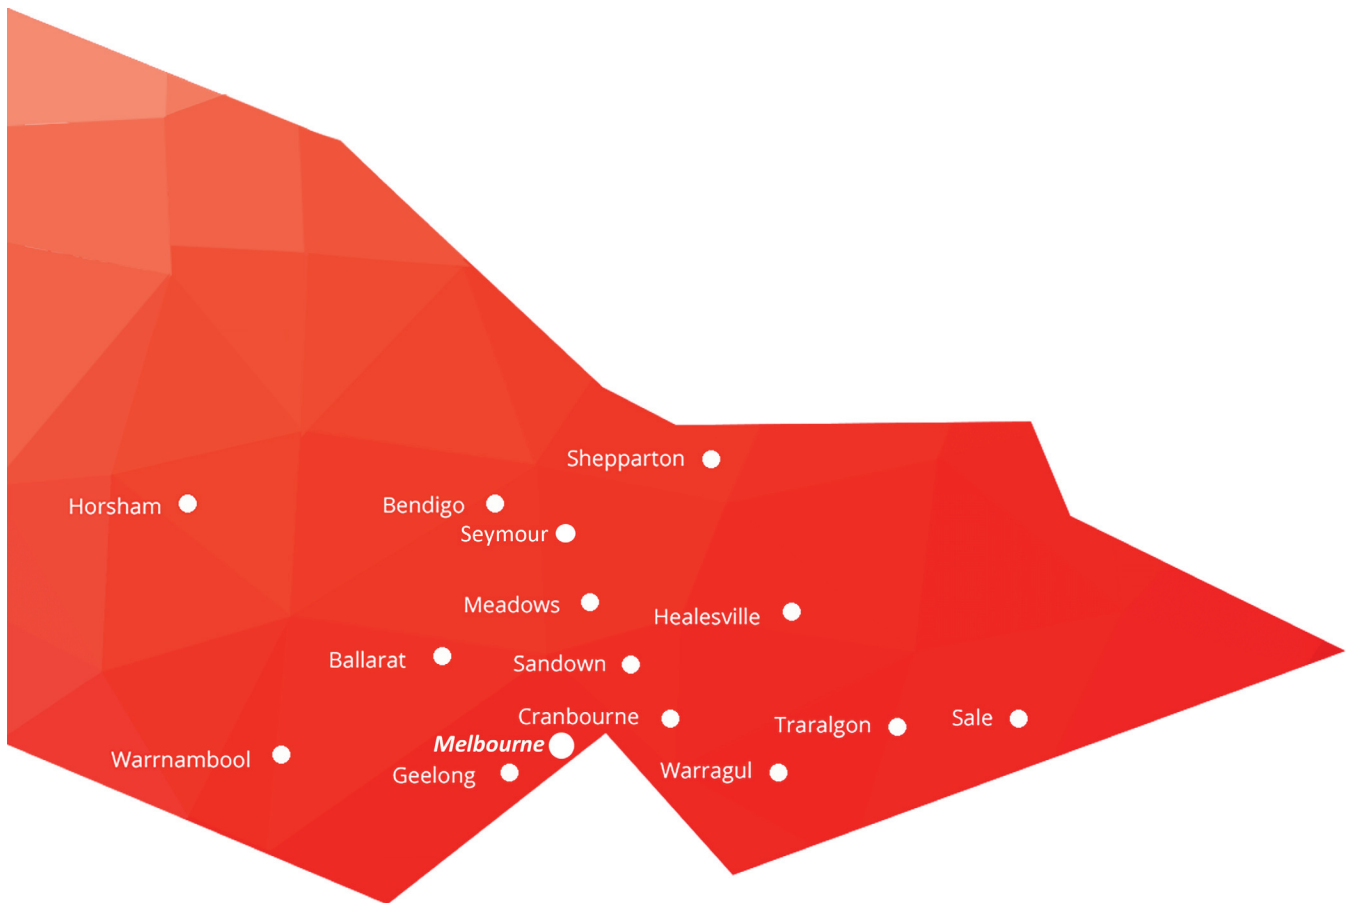 Shepparton
Horsham
Bendigo
Seymour
Meadows
Healesville
Ballarat
Sandown
Cranbourne
Traralgon
Sale
Melbourne
Warrnambool
Geelong
Warragul